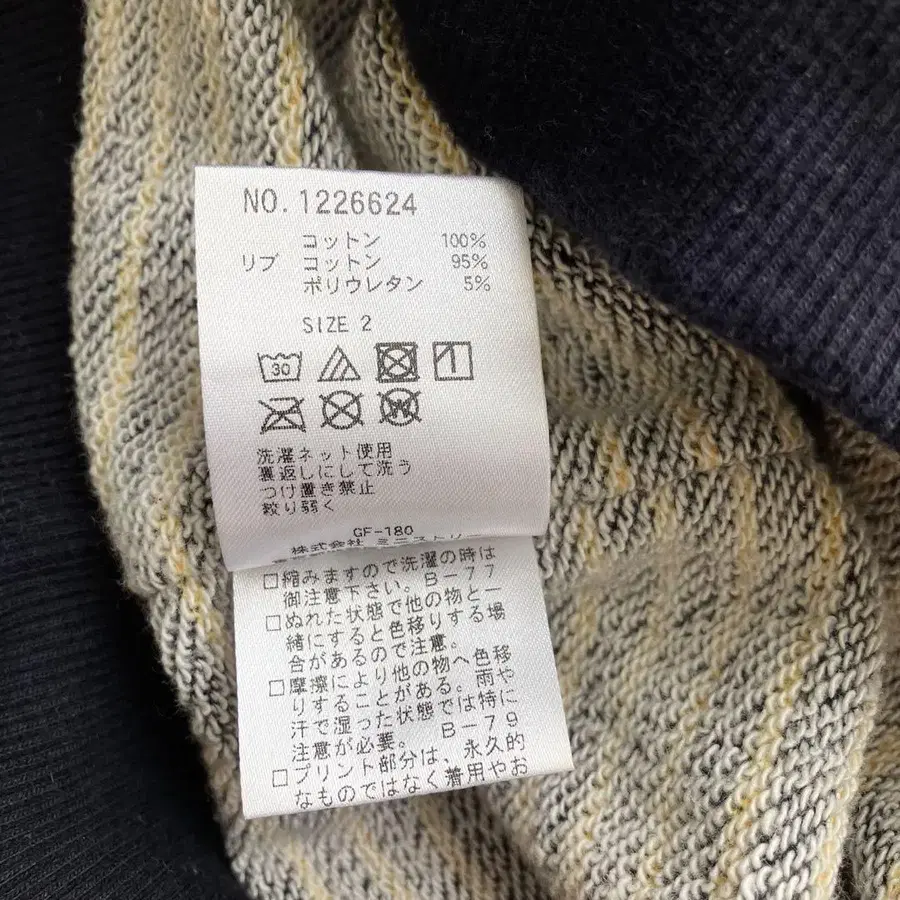 NO.1226624
コットン 100%
リブ コットン 95%
ポリウレタン 5%
SIZE 2
30
洗濯ネット使用
裏返しにして洗う
つけ置き禁止
絞り弱く
GF-180
株式会社
□縮みますので洗濯の時は
御注意下さい。B-77
□ぬれた状態で他の物と一
緒にすると色移りする場
合があるので注意。
□摩擦により他の物へ色移
りすることがある。雨や
汗で湿った状態では特に
注意が必要。 B-79
□プリント部分は、永久的
なものではなく着用やお